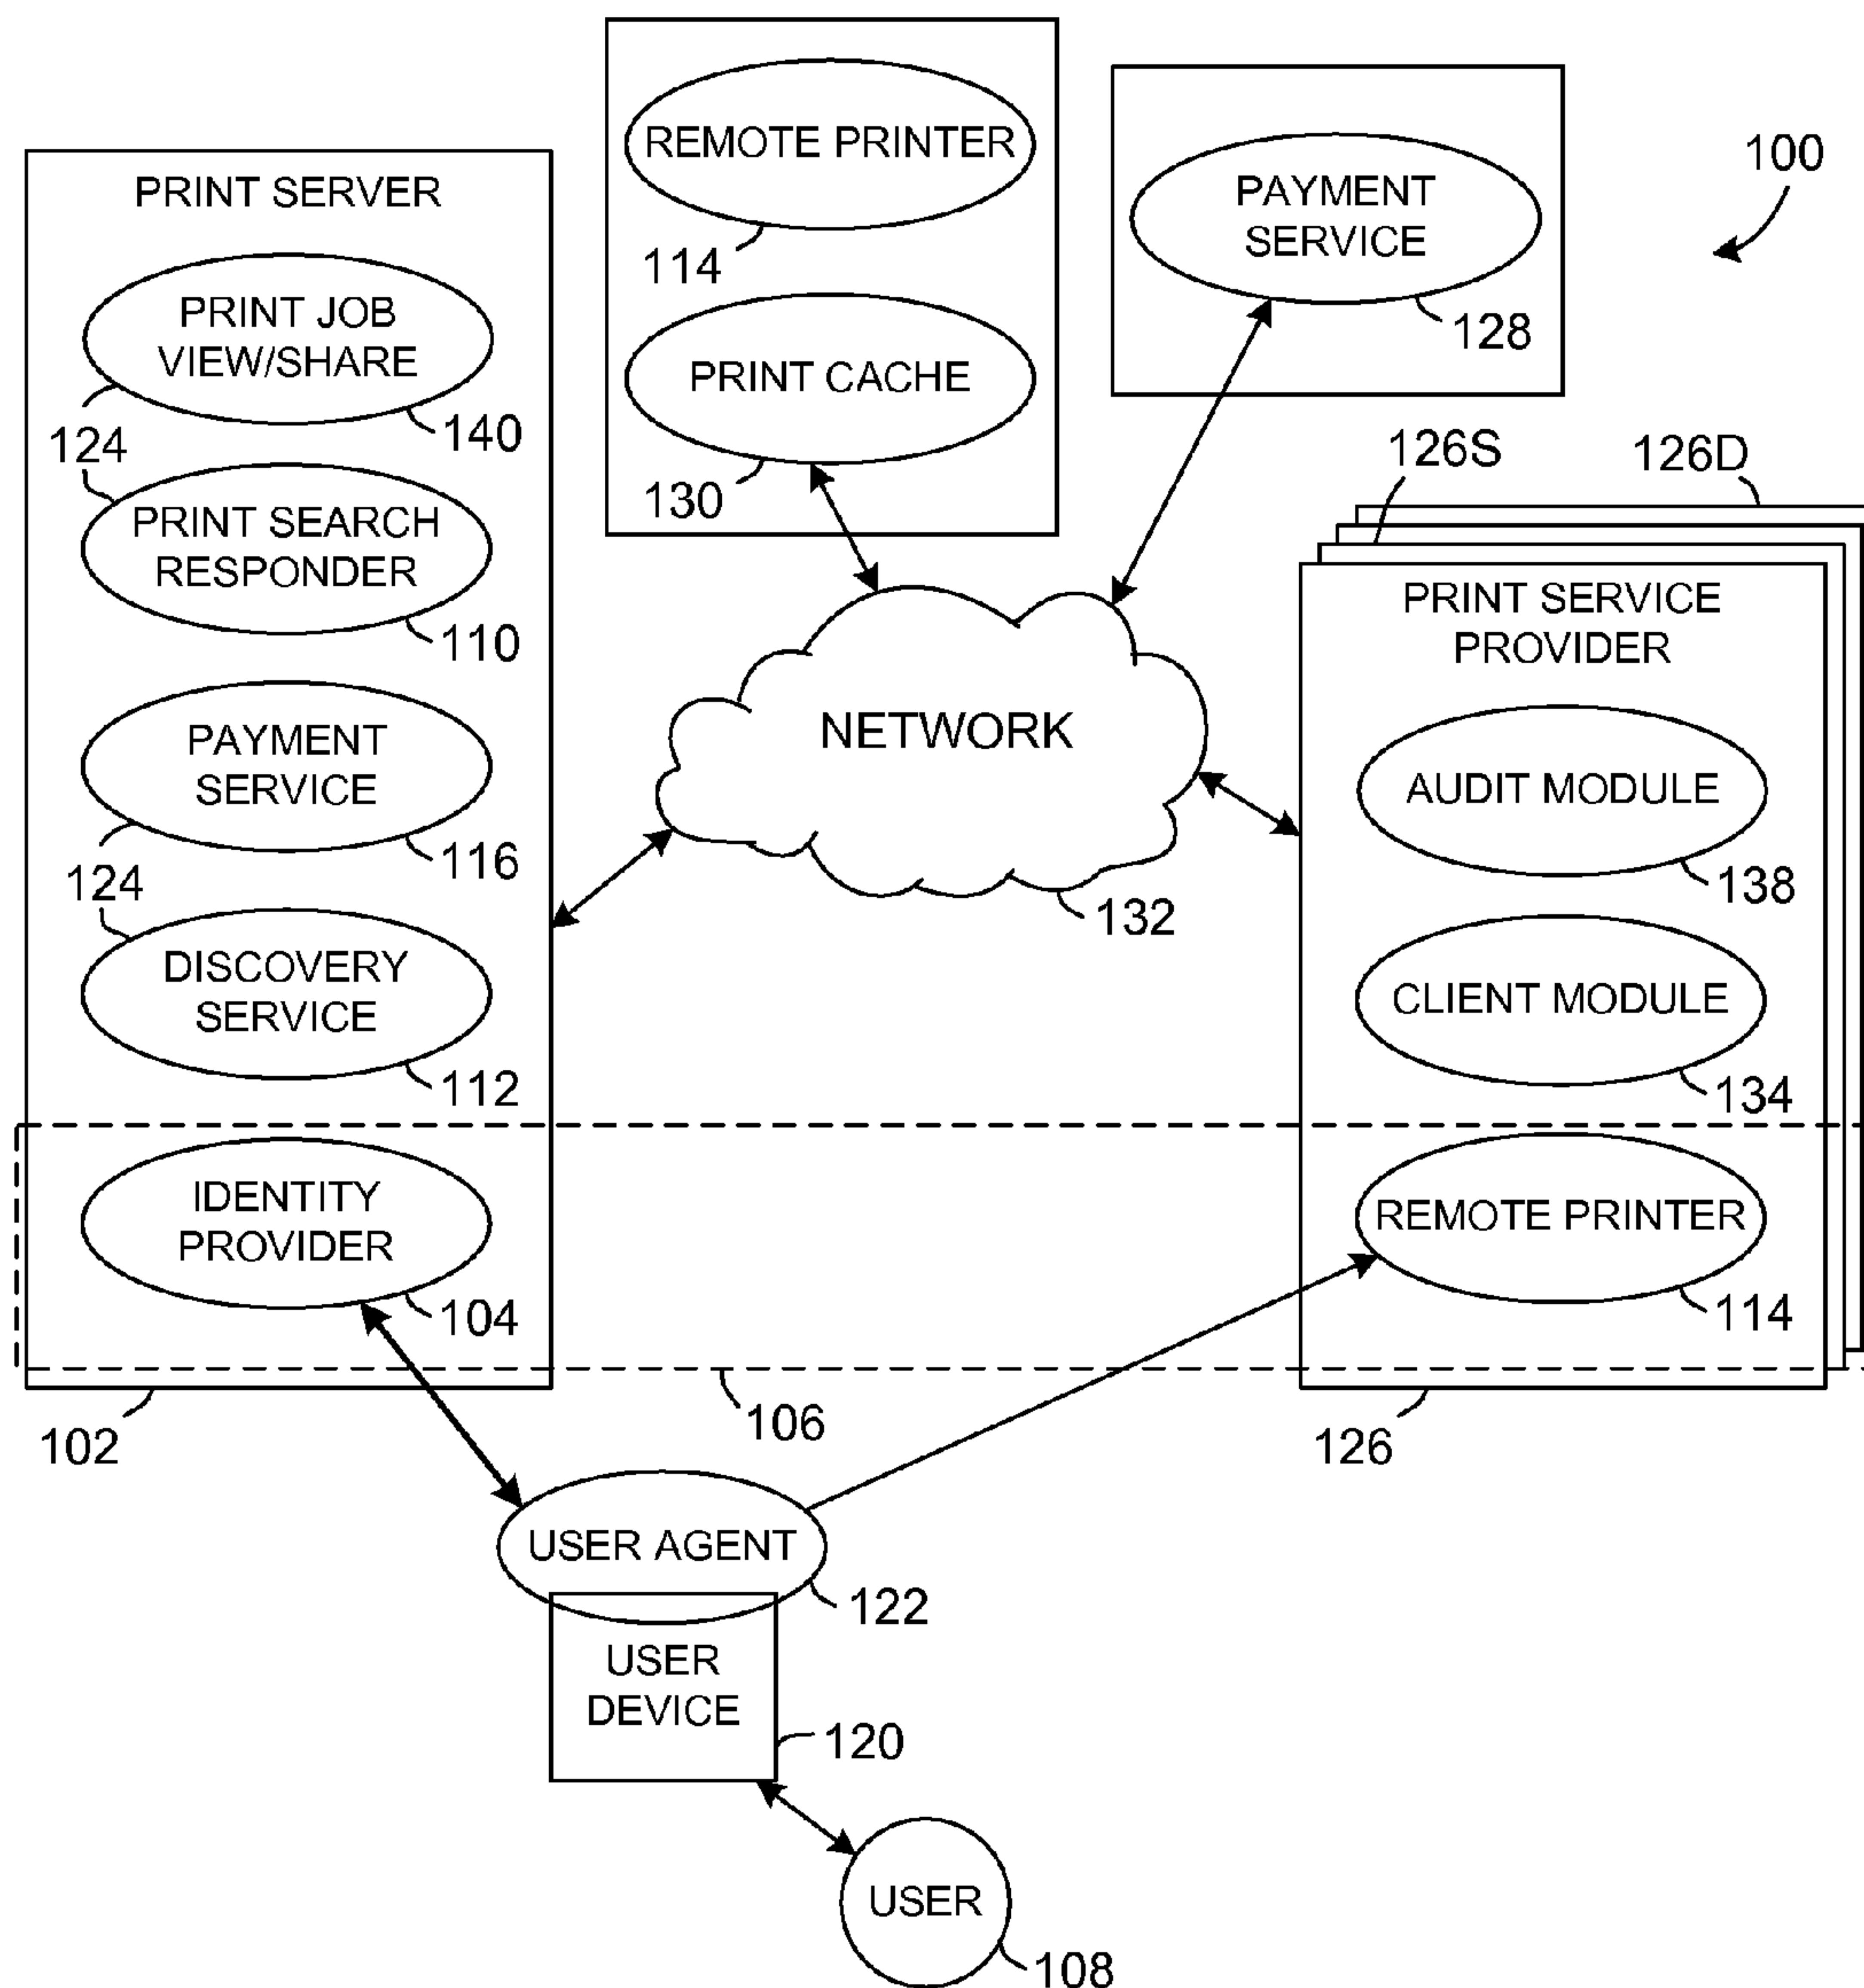 100
PRINT SERVER
PRINT JOB
VIEW/SHARE
124
140
PRINT SEARCH
RESPONDER
110
PAYMENT
SERVICE
124
116
DISCOVERY
SERVICE
112
IDENTITY
PROVIDER
104
102
REMOTE PRINTER
114
PRINT CACHE
130
PAYMENT
SERVICE
128
NETWORK
132
126S
126D
PRINT SERVICE
PROVIDER
AUDIT MODULE
138
CLIENT MODULE
134
REMOTE PRINTER
114
126
106
USER AGENT
122
USER
DEVICE
120
USER
108